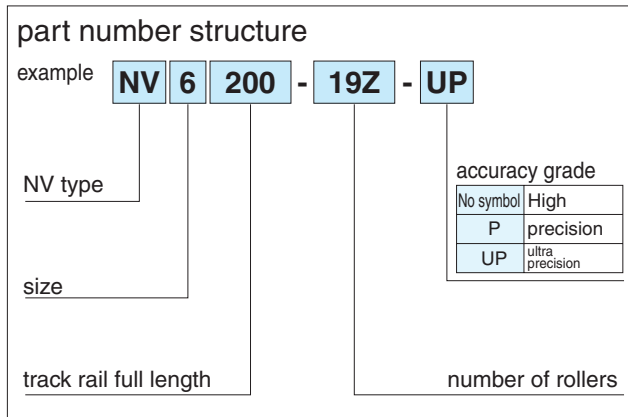 part number structure
example NV 6 200 - 19Z - UP
accuracy grade
No symbol High
P precision
UP ultra precision
NV type
size
track rail full length
number of rollers